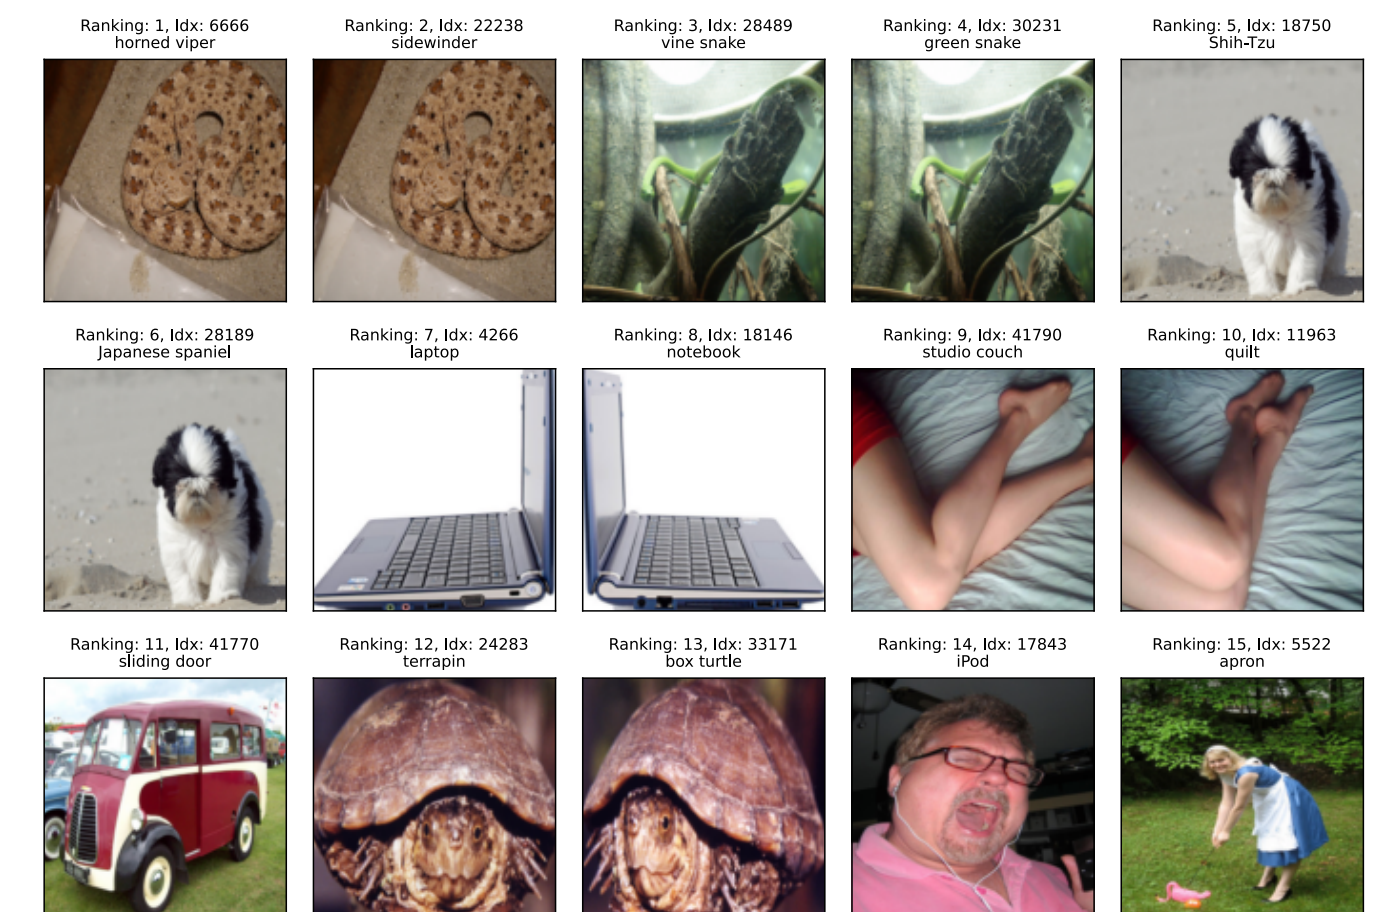 Ranking: 1, Idx: 6666
horned viper
Ranking: 2, Idx: 22238
sidewinder
Ranking: 3, Idx: 28489
vine snake
Ranking: 4, Idx: 30231
green snake
Ranking: 5, Idx: 18750
Shih-Tzu
Ranking: 6, Idx: 28189
Japanese spaniel
Ranking: 7, Idx: 4266
laptop
Ranking: 8, Idx: 18146
notebook
Ranking: 9, Idx: 41790
studio couch
Ranking: 10, Idx: 11963
quilt
Ranking: 11, Idx: 41770
sliding door
Ranking: 12, Idx: 24283
terrapin
Ranking: 13, Idx: 33171
box turtle
Ranking: 14, Idx: 17843
iPod
Ranking: 15, Idx: 5522
apron